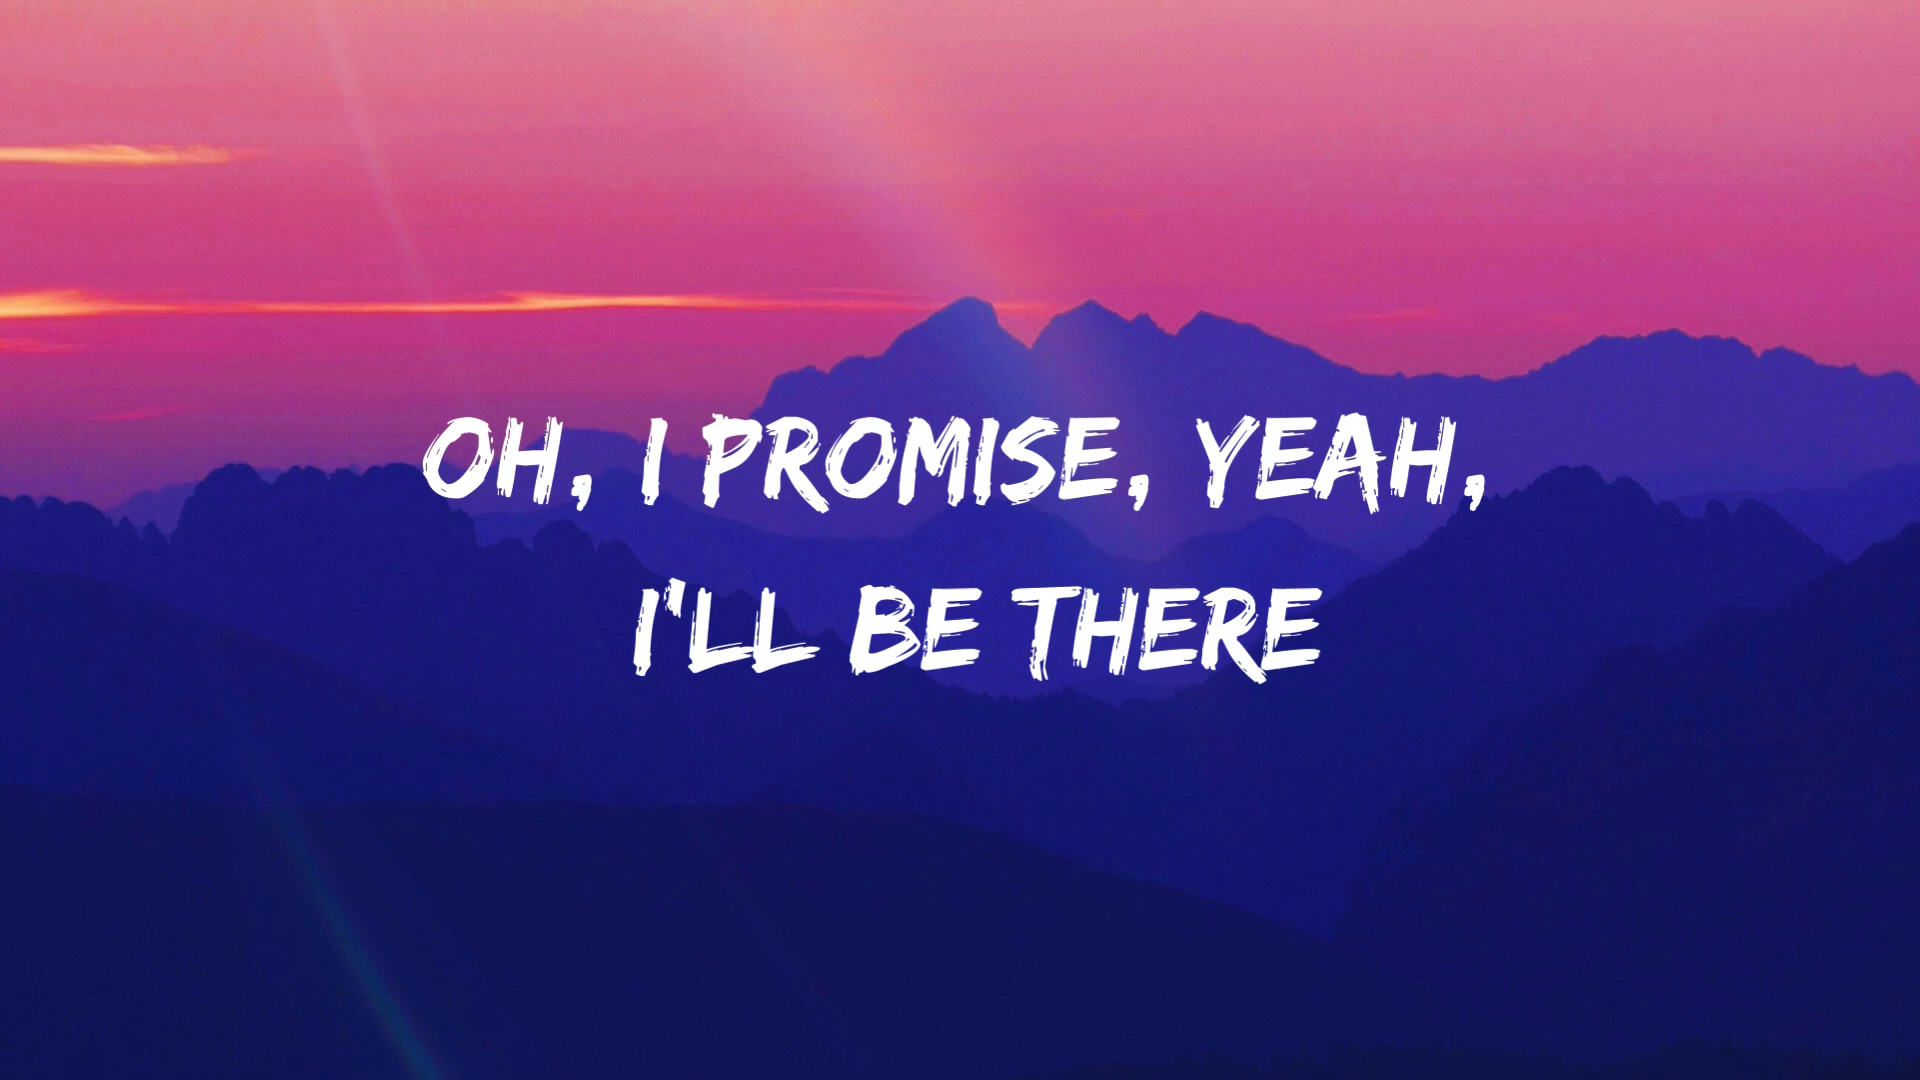 OH, I PROMISE, YEAH,
I'LL BE THERE